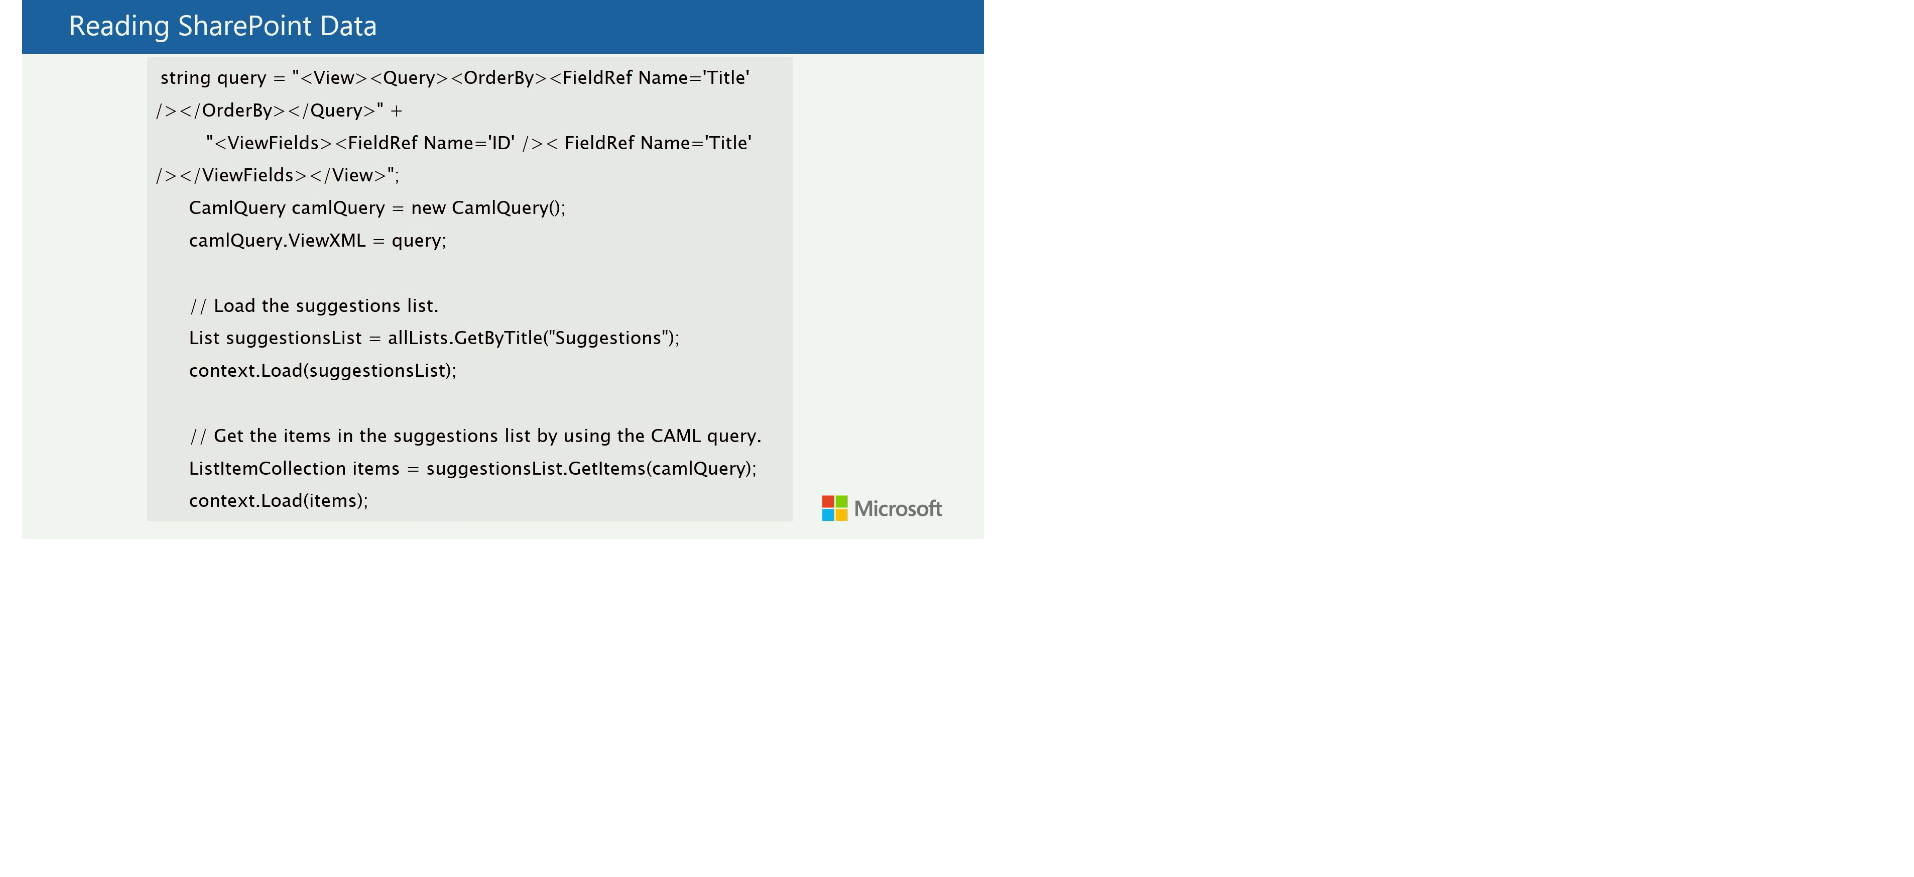 Reading SharePoint Data
string query = "<View><Query><OrderBy><FieldRef Name='Title'
/></OrderBy></Query>" +
"<ViewFields><FieldRef Name='ID' />< FieldRef Name='Title'
/></ViewFields></View>";
CamlQuery camlQuery = new CamlQuery();
camlQuery.ViewXML = query;
// Load the suggestions list.
List suggestionsList = allLists.GetByTitle("Suggestions");
context.Load(suggestionsList);
// Get the items in the suggestions list by using the CAML query.
ListItemCollection items = suggestionsList.GetItems(camlQuery);
context.Load(items);
Microsoft